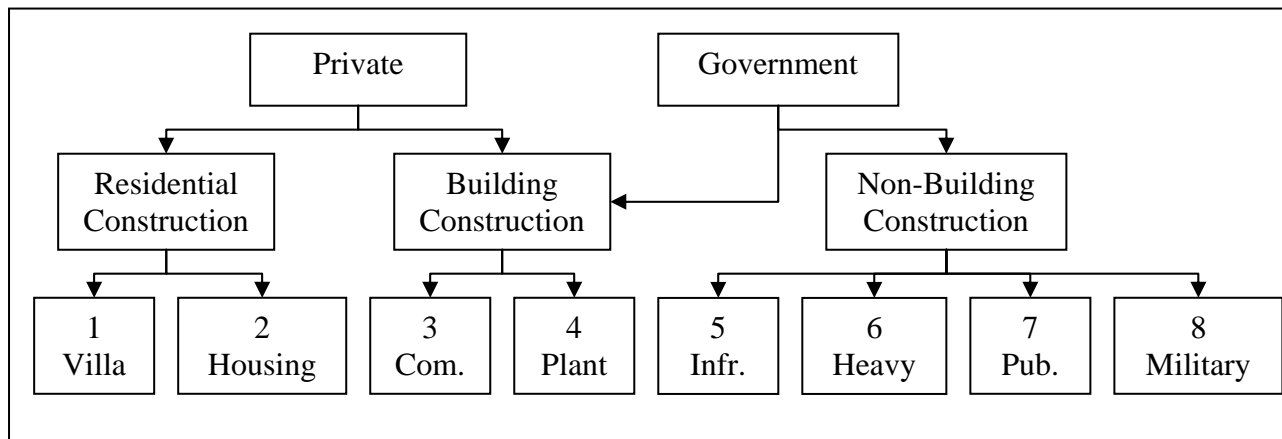 Private
Government
Residential
Construction
Building
Construction
Non-Building
Construction
1
Villa
2
Housing
3
Com.
4
Plant
5
Infr.
6
Heavy
7
Pub.
8
Military